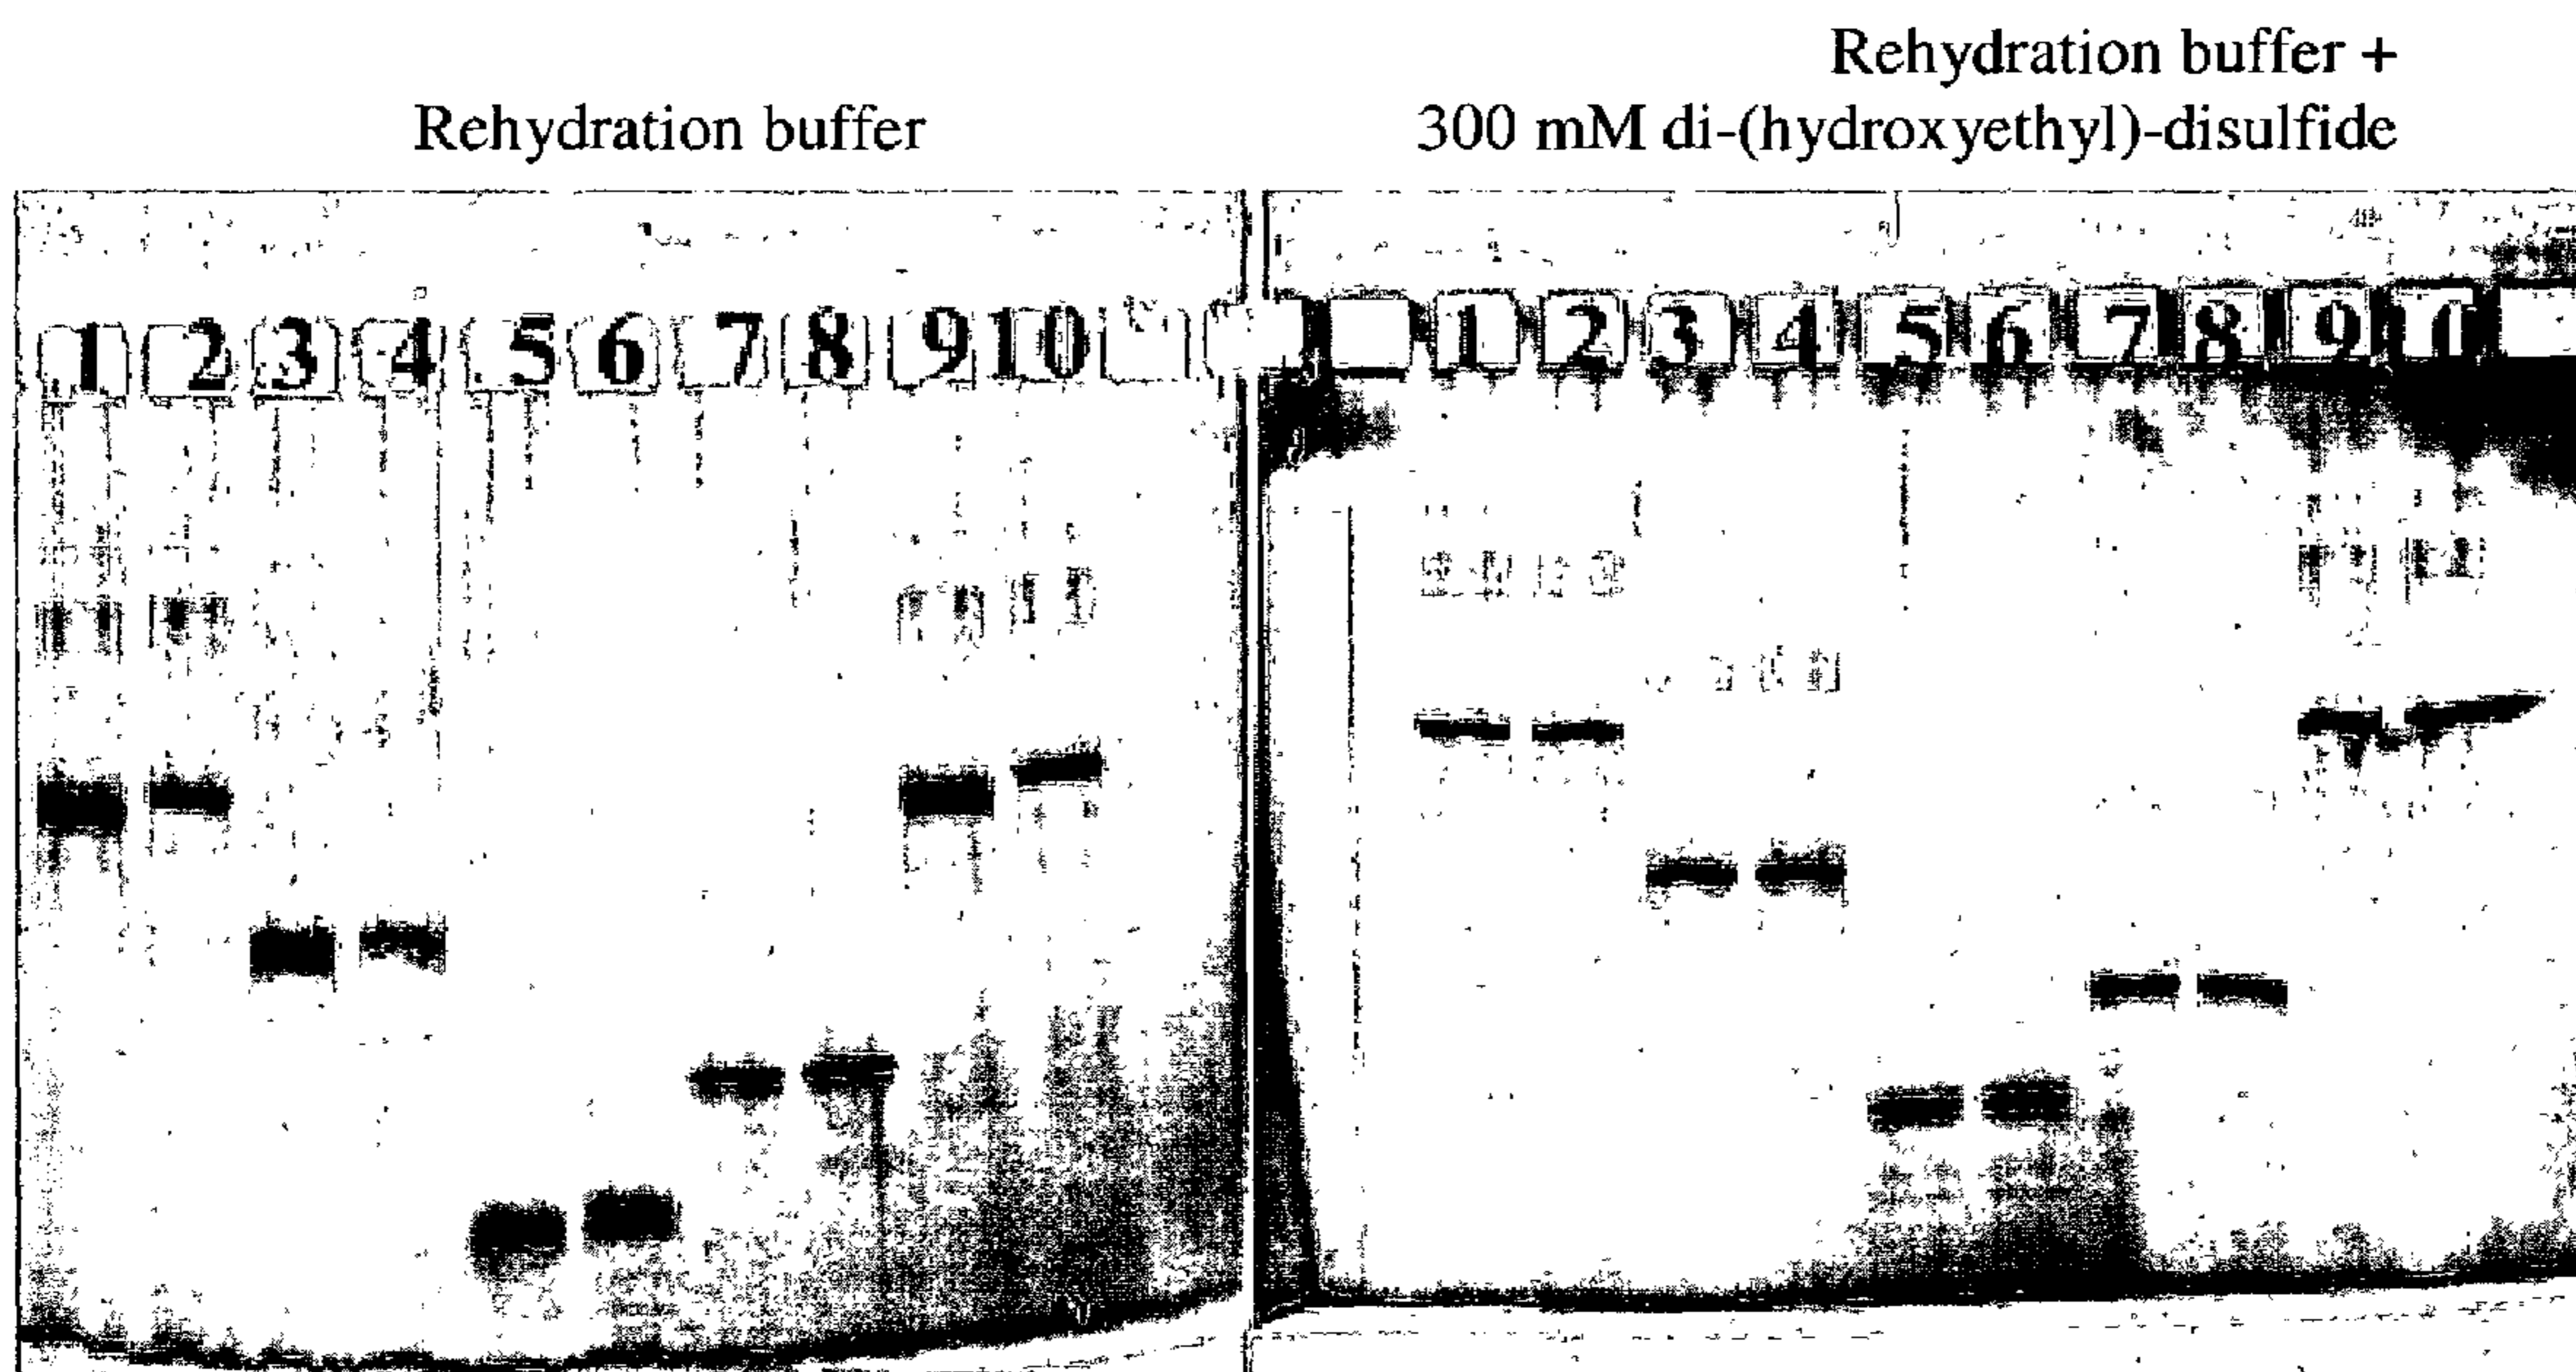 Rehydration buffer
Rehydration buffer +
300 mM di-(hydroxyethyl)-disulfide
1 2 3 4 5 6 7 8 9 10
1 2 3 4 5 6 7 8 9 10